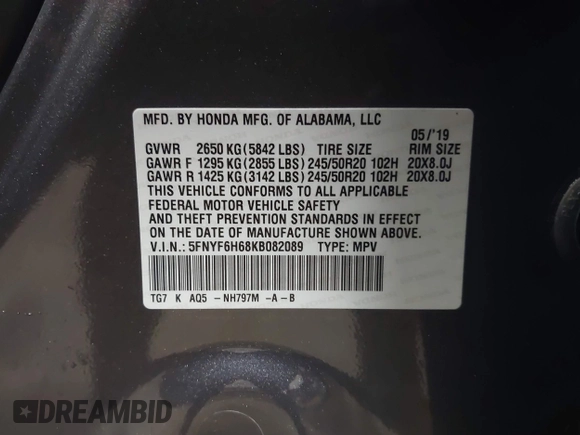 MFD. BY HONDA MFG. OF ALABAMA, LLC
05/'19
GVWR 2650 KG(5842 LBS) TIRE SIZE RIM SIZE
GAWR F 1295 KG(2855 LBS) 245/50R20 102H 20X8.0J
GAWR R 1425 KG(3142 LBS) 245/50R20 102H 20X8.0J
THIS VEHICLE CONFORMS TO ALL APPLICABLE
FEDERAL MOTOR VEHICLE SAFETY
AND THEFT PREVENTION STANDARDS IN EFFECT
ON THE DATE OF MANUFACTURE SHOWN ABOVE.
V.I.N.: 5FNYF6H68KB082089 TYPE: MPV
TG7 K AQ5 -NH797M -A-B
DREAMBID